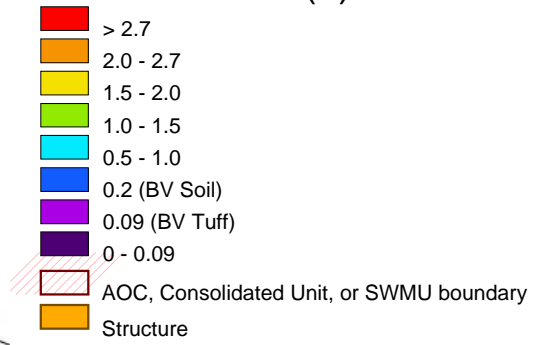 > 2.7
2.0 - 2.7
1.5 - 2.0
1.0 - 1.5
0.5 - 1.0
0.2 (BV Soil)
0.09 (BV Tuff)
0 - 0.09
AOC, Consolidated Unit, or SWMU boundary
Structure